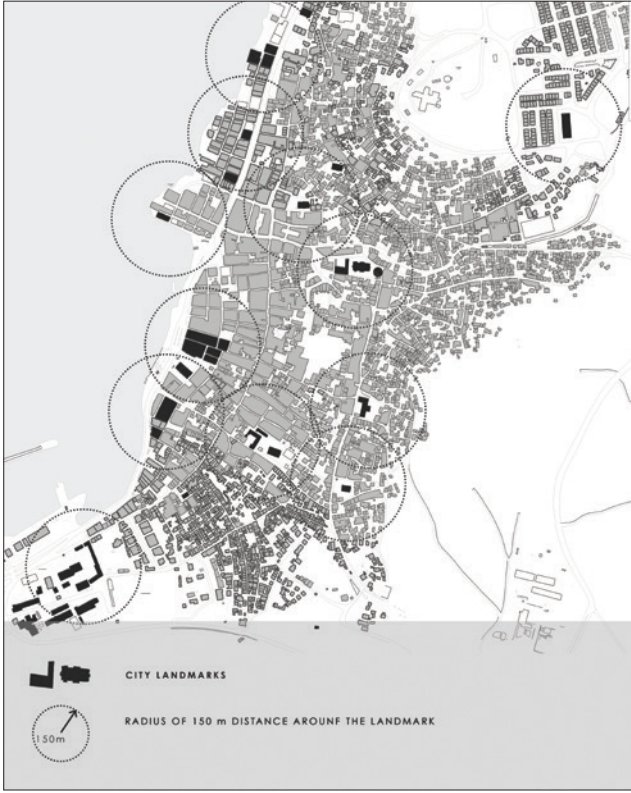 CITY LANDMARKS
RADIUS OF 150 m DISTANCE AROUNF THE LANDMARK
150m